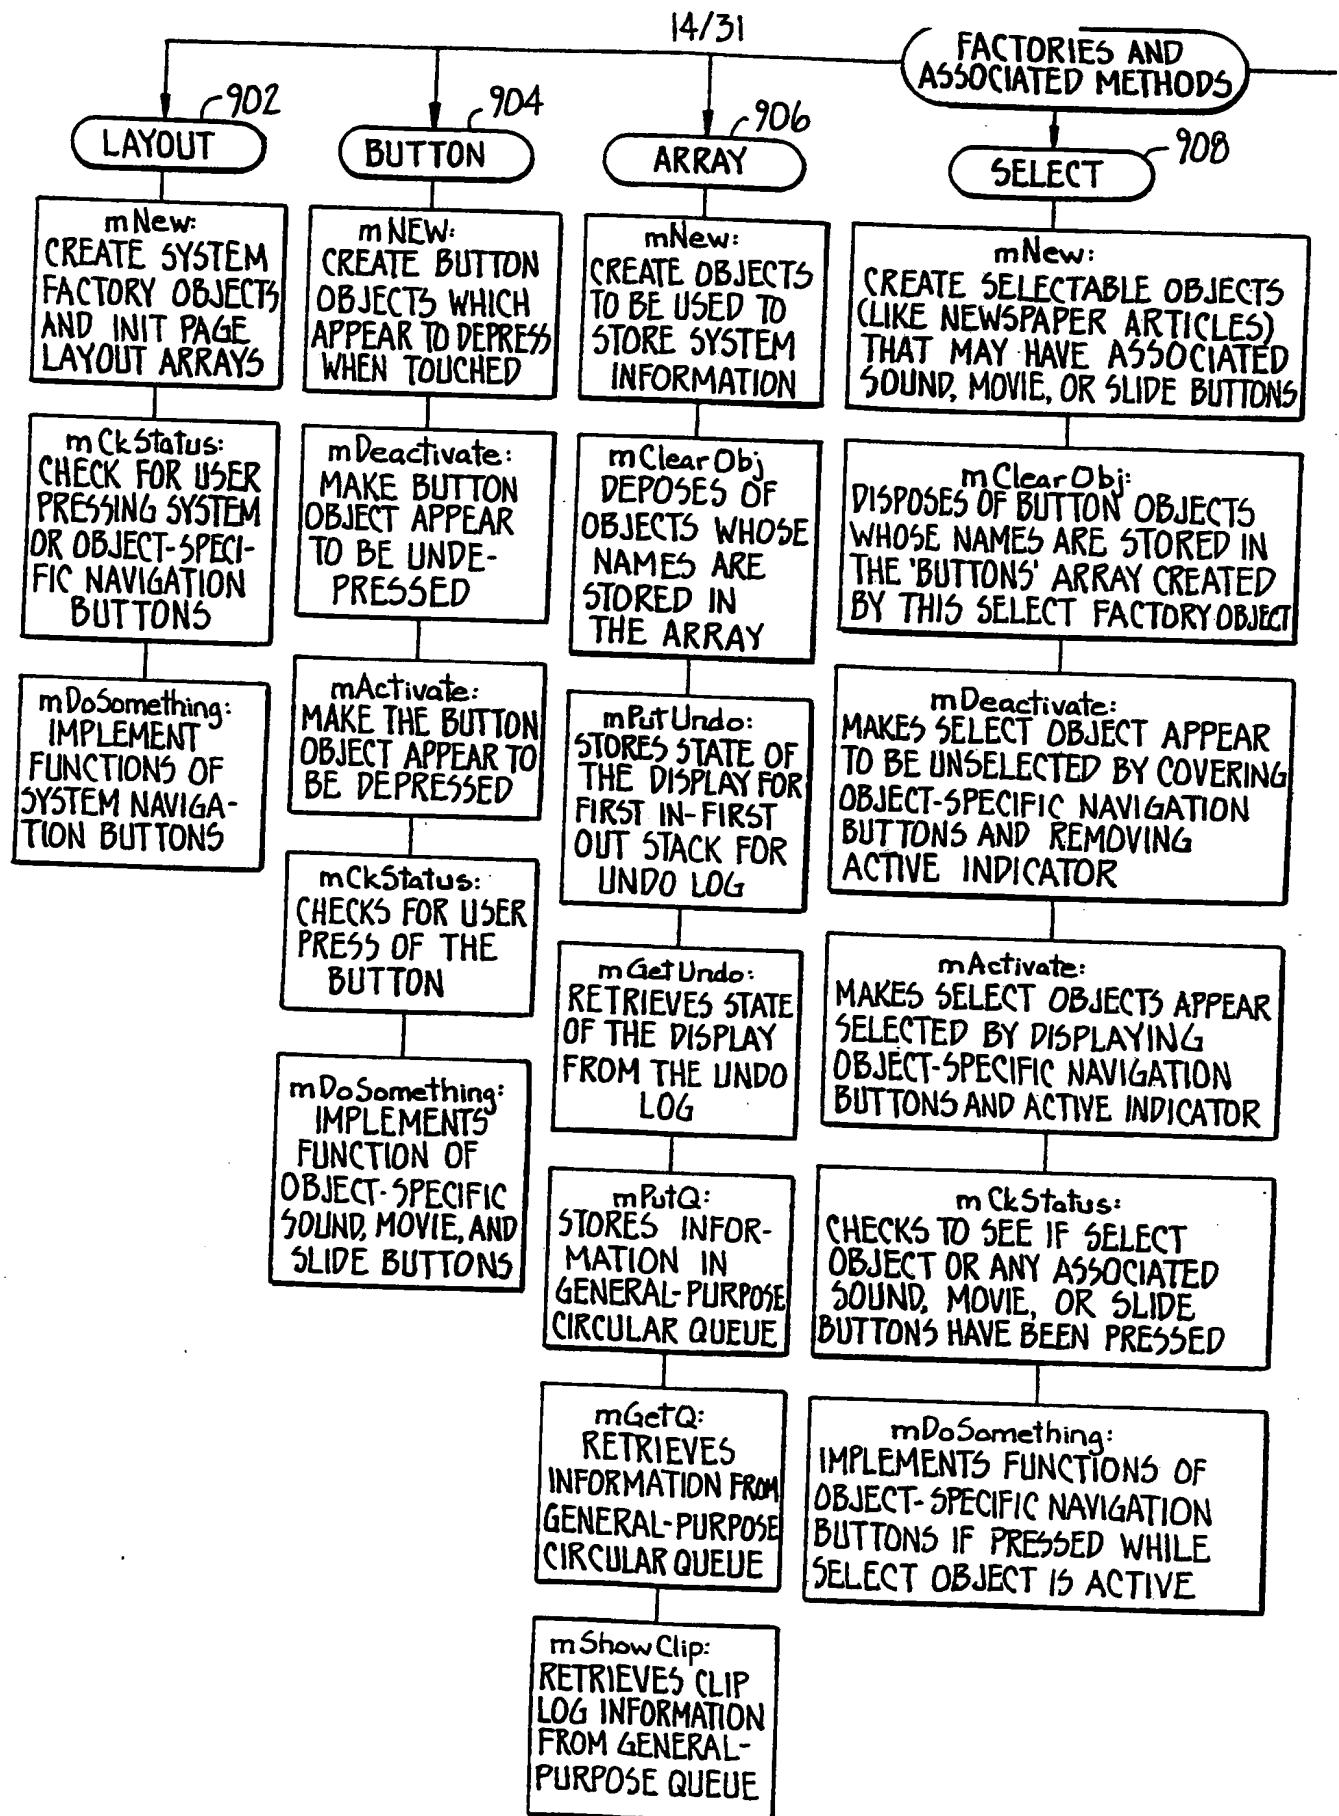 14/31
FACTORIES AND
ASSOCIATED METHODS
902
LAYOUT
mNew:
CREATE SYSTEM
FACTORY OBJECTS
AND INIT PAGE
LAYOUT ARRAYS
mCkStatus:
CHECK FOR USER
PRESSING SYSTEM
OR OBJECT-SPECI-
FIC NAVIGATION
BUTTONS
mDoSomething:
IMPLEMENT
FUNCTIONS OF
SYSTEM NAVIGA-
TION BUTTONS
904
BUTTON
mNEW:
CREATE BUTTON
OBJECTS WHICH
APPEAR TO DEPRESS
WHEN TOUCHED
mDeactivate:
MAKE BUTTON
OBJECT APPEAR
TO BE UNDE-
PRESSED
mActivate:
MAKE THE BUTTON
OBJECT APPEAR TO
BE DEPRESSED
mCkStatus:
CHECKS FOR USER
PRESS OF THE
BUTTON
mDoSomething:
IMPLEMENTS
FUNCTION OF
OBJECT-SPECIFIC
SOUND, MOVIE, AND
SLIDE BUTTONS
906
ARRAY
mNew:
CREATE OBJECTS
TO BE USED TO
STORE SYSTEM
INFORMATION
mClearObj
DEPOSES OF
OBJECTS WHOSE
NAMES ARE
STORED IN
THE ARRAY
mPutUndo:
STORES STATE OF
THE DISPLAY FOR
FIRST IN-FIRST
OUT STACK FOR
UNDO LOG
mGetUndo:
RETRIEVES STATE
OF THE DISPLAY
FROM THE UNDO
LOG
mPutQ:
STORES INFOR-
MATION IN
GENERAL-PURPOSE
CIRCULAR QUEUE
mGetQ:
RETRIEVES
INFORMATION FROM
GENERAL-PURPOSE
CIRCULAR QUEUE
mShowClip:
RETRIEVES CLIP
LOG INFORMATION
FROM GENERAL-
PURPOSE QUEUE
908
SELECT
mNew:
CREATE SELECTABLE OBJECTS
(LIKE NEWSPAPER ARTICLES)
THAT MAY HAVE ASSOCIATED
SOUND, MOVIE, OR SLIDE BUTTONS
mClearObj:
DISPOSES OF BUTTON OBJECTS
WHOSE NAMES ARE STORED IN
THE 'BUTTONS' ARRAY CREATED
BY THIS SELECT FACTORY OBJECT
mDeactivate:
MAKES SELECT OBJECT APPEAR
TO BE UNSELECTED BY COVERING
OBJECT-SPECIFIC NAVIGATION
BUTTONS AND REMOVING
ACTIVE INDICATOR
mActivate:
MAKES SELECT OBJECTS APPEAR
SELECTED BY DISPLAYING
OBJECT-SPECIFIC NAVIGATION
BUTTONS AND ACTIVE INDICATOR
mCkStatus:
CHECKS TO SEE IF SELECT
OBJECT OR ANY ASSOCIATED
SOUND, MOVIE, OR SLIDE
BUTTONS HAVE BEEN PRESSED
mDoSomething:
IMPLEMENTS FUNCTIONS OF
OBJECT-SPECIFIC NAVIGATION
BUTTONS IF PRESSED WHILE
SELECT OBJECT IS ACTIVE